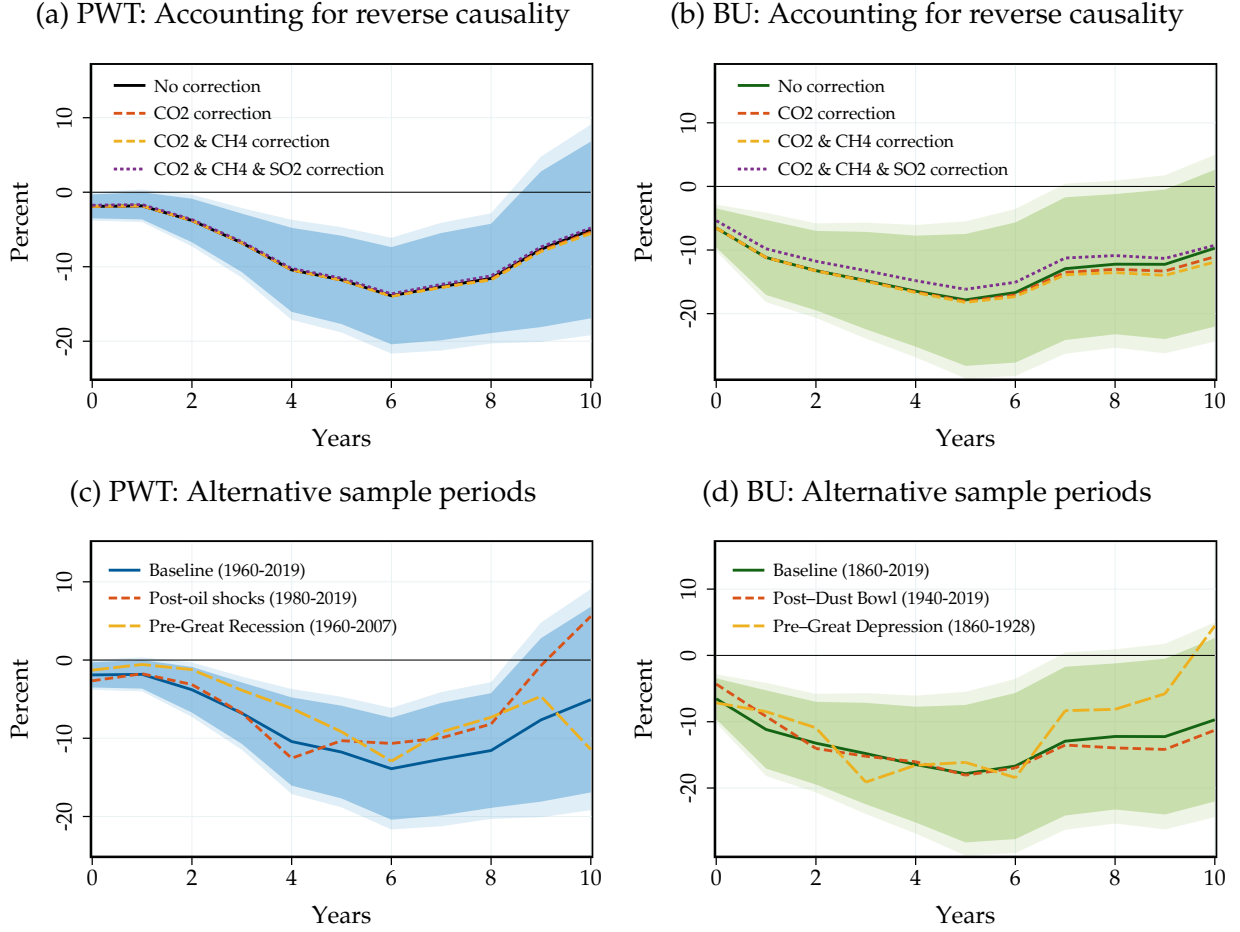 (a) PWT: Accounting for reverse causality
No correction
CO2 correction
CO2 & CH4 correction
CO2 & CH4 & SO2 correction
10
0
-10
-20
Percent
0 2 4 6 8 10
Years
(b) BU: Accounting for reverse causality
No correction
CO2 correction
CO2 & CH4 correction
CO2 & CH4 & SO2 correction
10
0
-10
-20
Percent
0 2 4 6 8 10
Years
(c) PWT: Alternative sample periods
Baseline (1960-2019)
Post-oil shocks (1980-2019)
Pre-Great Recession (1960-2007)
10
0
-10
-20
Percent
0 2 4 6 8 10
Years
(d) BU: Alternative sample periods
Baseline (1860-2019)
Post–Dust Bowl (1940-2019)
Pre–Great Depression (1860-1928)
10
0
-10
-20
Percent
0 2 4 6 8 10
Years